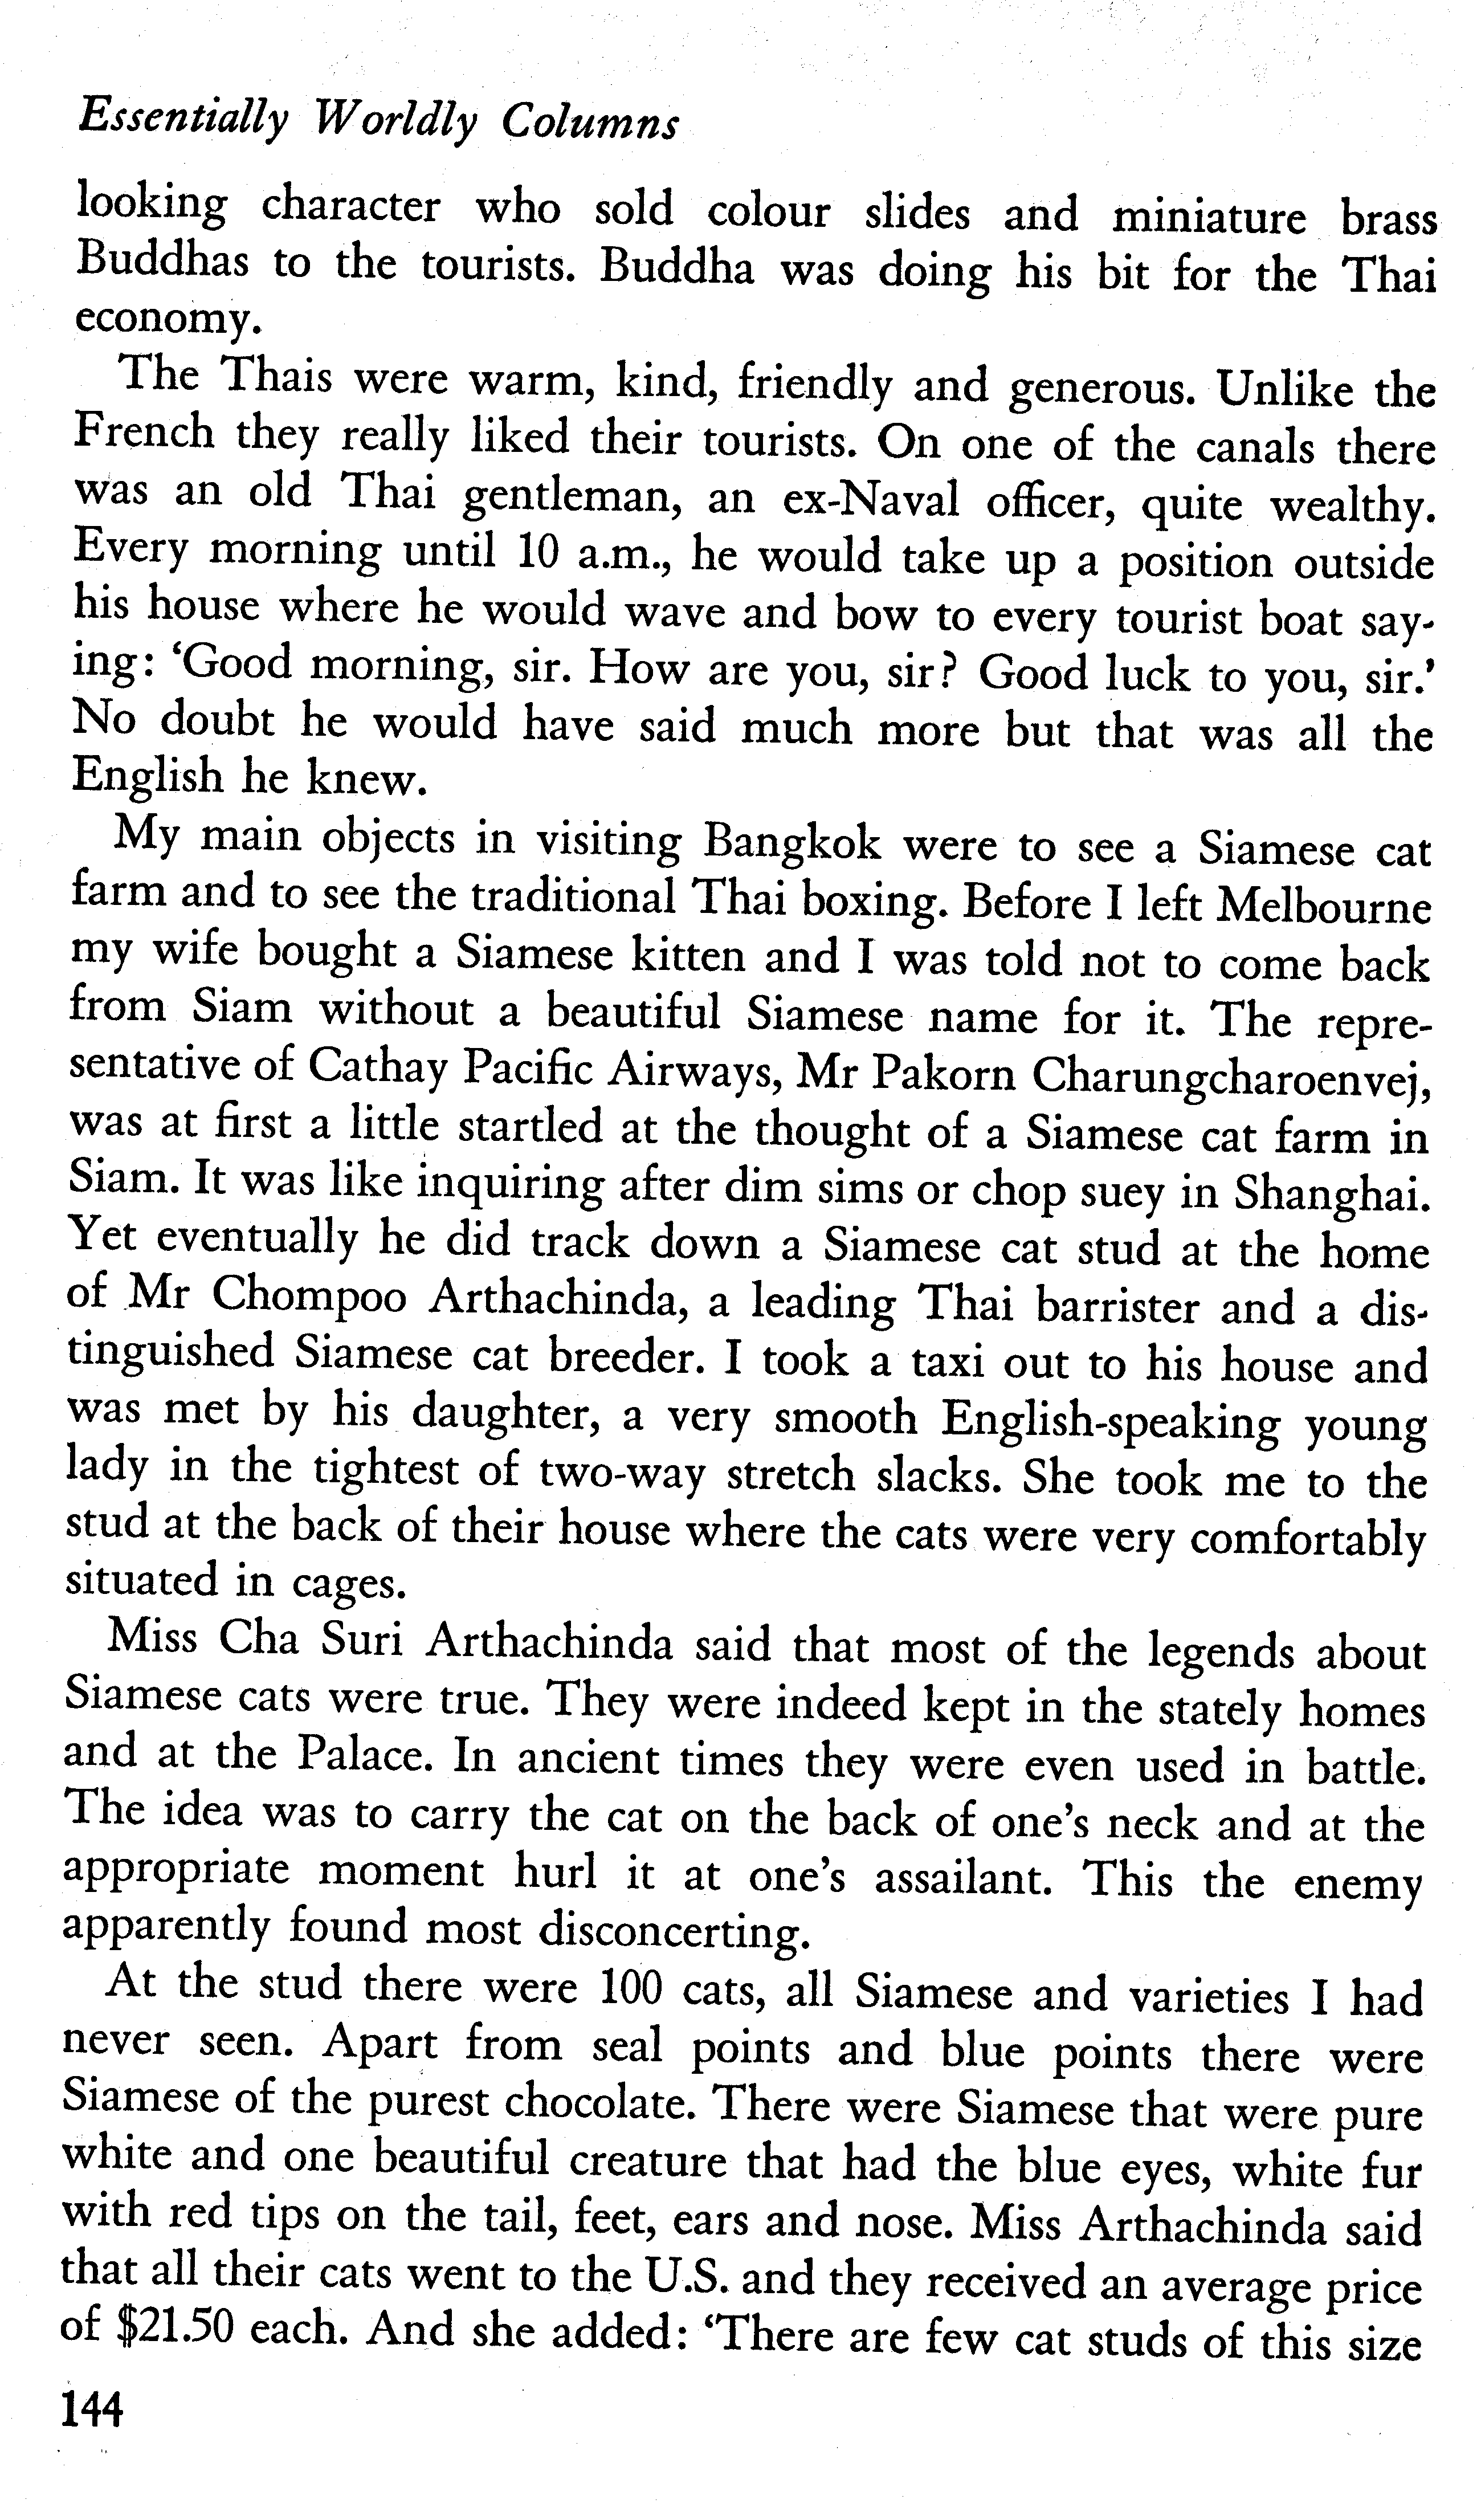 Essentially Worldly Columns
looking character who sold colour slides and miniature brass
Buddhas to the tourists. Buddha was doing his bit for the Thai
economy.
The Thais were warm, kind, friendly and generous. Unlike the
French they really liked their tourists. On one of the canals there
was an old Thai gentleman, an ex-Naval officer, quite wealthy.
Every morning until 10 a.m., he would take up a position outside
his house where he would wave and bow to every tourist boat say-
ing: ‘Good morning, sir. How are you, sir? Good luck to you, sir.’
No doubt he would have said much more but that was all the
English he knew.
My main objects in visiting Bangkok were to see a Siamese cat
farm and to see the traditional Thai boxing. Before I left Melbourne
my wife bought a Siamese kitten and I was told not to come back
from Siam without a beautiful Siamese name for it. The repre-
sentative of Cathay Pacific Airways, Mr Pakorn Charungcharoenvej,
was at first a little startled at the thought of a Siamese cat farm in
Siam. It was like inquiring after dim sims or chop suey in Shanghai.
Yet eventually he did track down a Siamese cat stud at the home
of Mr Chompoo Arthachinda, a leading Thai barrister and a dis-
tinguished Siamese cat breeder. I took a taxi out to his house and
was met by his daughter, a very smooth English-speaking young
lady in the tightest of two-way stretch slacks. She took me to the
stud at the back of their house where the cats were very comfortably
situated in cages.
Miss Cha Suri Arthachinda said that most of the legends about
Siamese cats were true. They were indeed kept in the stately homes
and at the Palace. In ancient times they were even used in battle.
The idea was to carry the cat on the back of one’s neck and at the
appropriate moment hurl it at one’s assailant. This the enemy
apparently found most disconcerting.
At the stud there were 100 cats, all Siamese and varieties I had
never seen. Apart from seal points and blue points there were
Siamese of the purest chocolate. There were Siamese that were pure
white and one beautiful creature that had the blue eyes, white fur
with red tips on the tail, feet, ears and nose. Miss Arthachinda said
that all their cats went to the U.S. and they received an average price
of $21.50 each. And she added: ‘There are few cat studs of this size
144